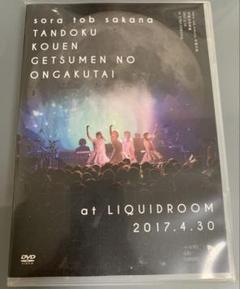 sora tob sakana
TANDOKU
KOUEN
GETSUMEN NO
ONGAKUTAI
at LIQUIDROOM
2017.4.30
DVD